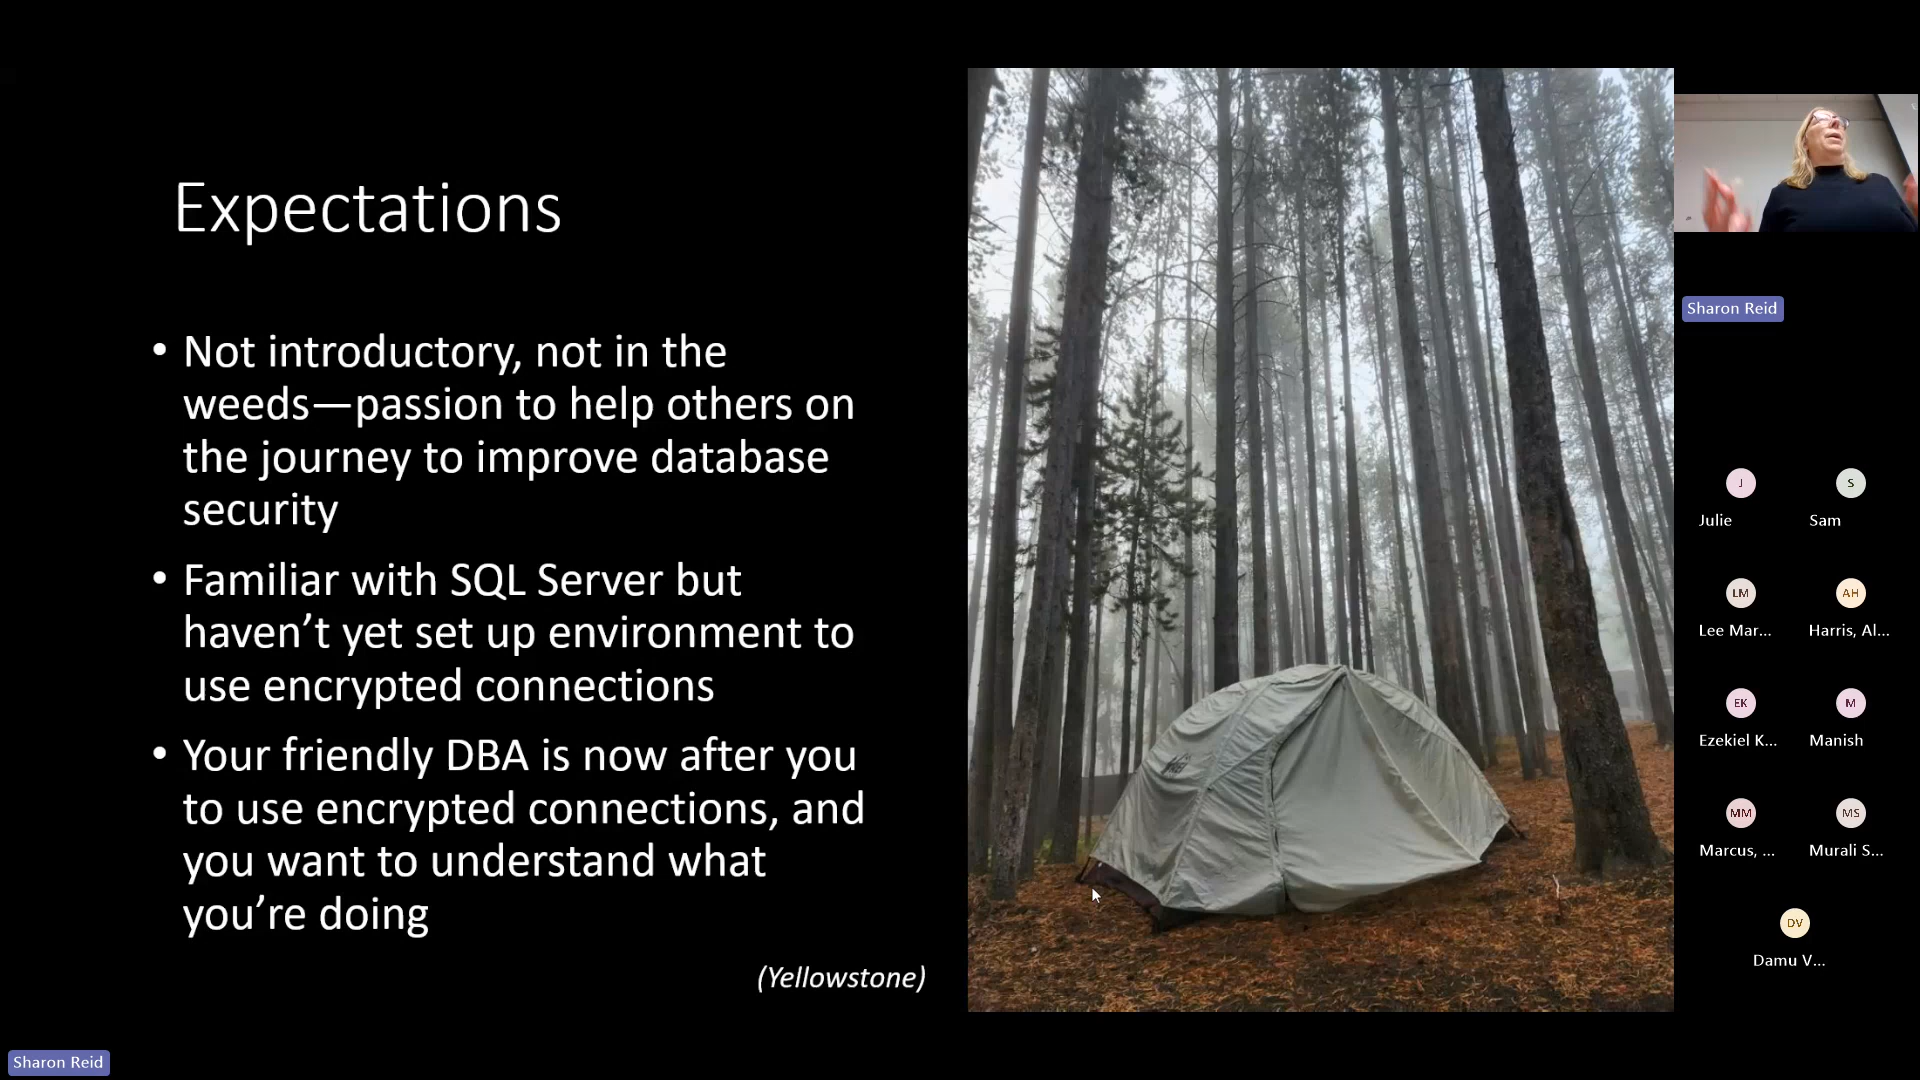 Expectations
• Not introductory, not in the
weeds—passion to help others on
the journey to improve database
security
• Familiar with SQL Server but
haven’t yet set up environment to
use encrypted connections
• Your friendly DBA is now after you
to use encrypted connections, and
you want to understand what
you’re doing
(Yellowstone)
REI
Sharon Reid
J
S
Julie
Sam
LM
AH
Lee Mar...
Harris, Al...
EK
M
Ezekiel K...
Manish
MM
MS
Marcus, ...
Murali S...
DV
Damu V...
Sharon Reid